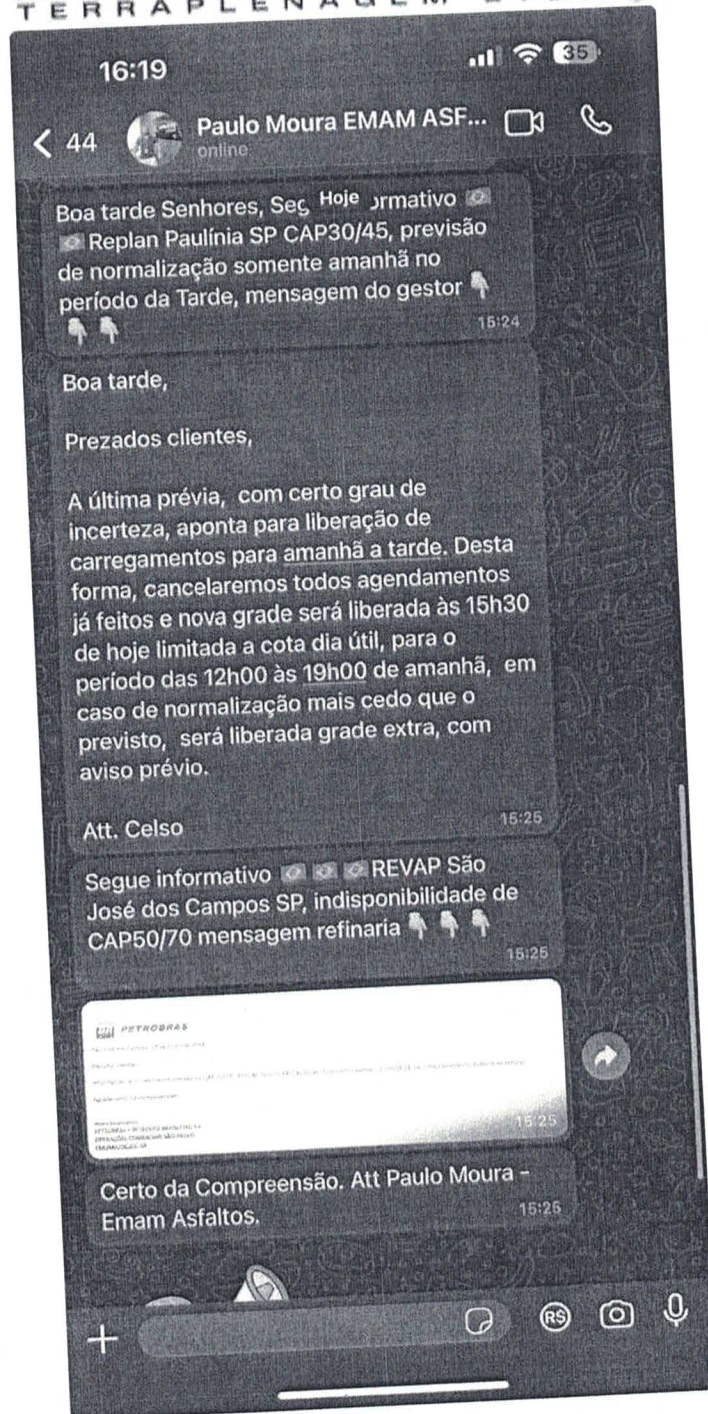 TERRAPLENAGEM
16:19
35
44
Paulo Moura EMAM ASF...
online
Hoje
Boa tarde Senhores, Seg ormativo
Replan Paulínia SP CAP30/45, previsão
de normalização somente amanhã no
período da Tarde, mensagem do gestor
15:24
Boa tarde,
Prezados clientes,
A última prévia, com certo grau de
incerteza, aponta para liberação de
carregamentos para amanhã a tarde. Desta
forma, cancelaremos todos agendamentos
já feitos e nova grade será liberada às 15h30
de hoje limitada a cota dia útil, para o
período das 12h00 às 19h00 de amanhã, em
caso de normalização mais cedo que o
previsto, será liberada grade extra, com
aviso prévio.
Att. Celso
15:25
Segue informativo REVAP São
José dos Campos SP, indisponibilidade de
CAP50/70 mensagem refinaria
15:25
PETROBRAS
15:25
Certo da Compreensão. Att Paulo Moura -
Emam Asfaltos.
15:25
R$